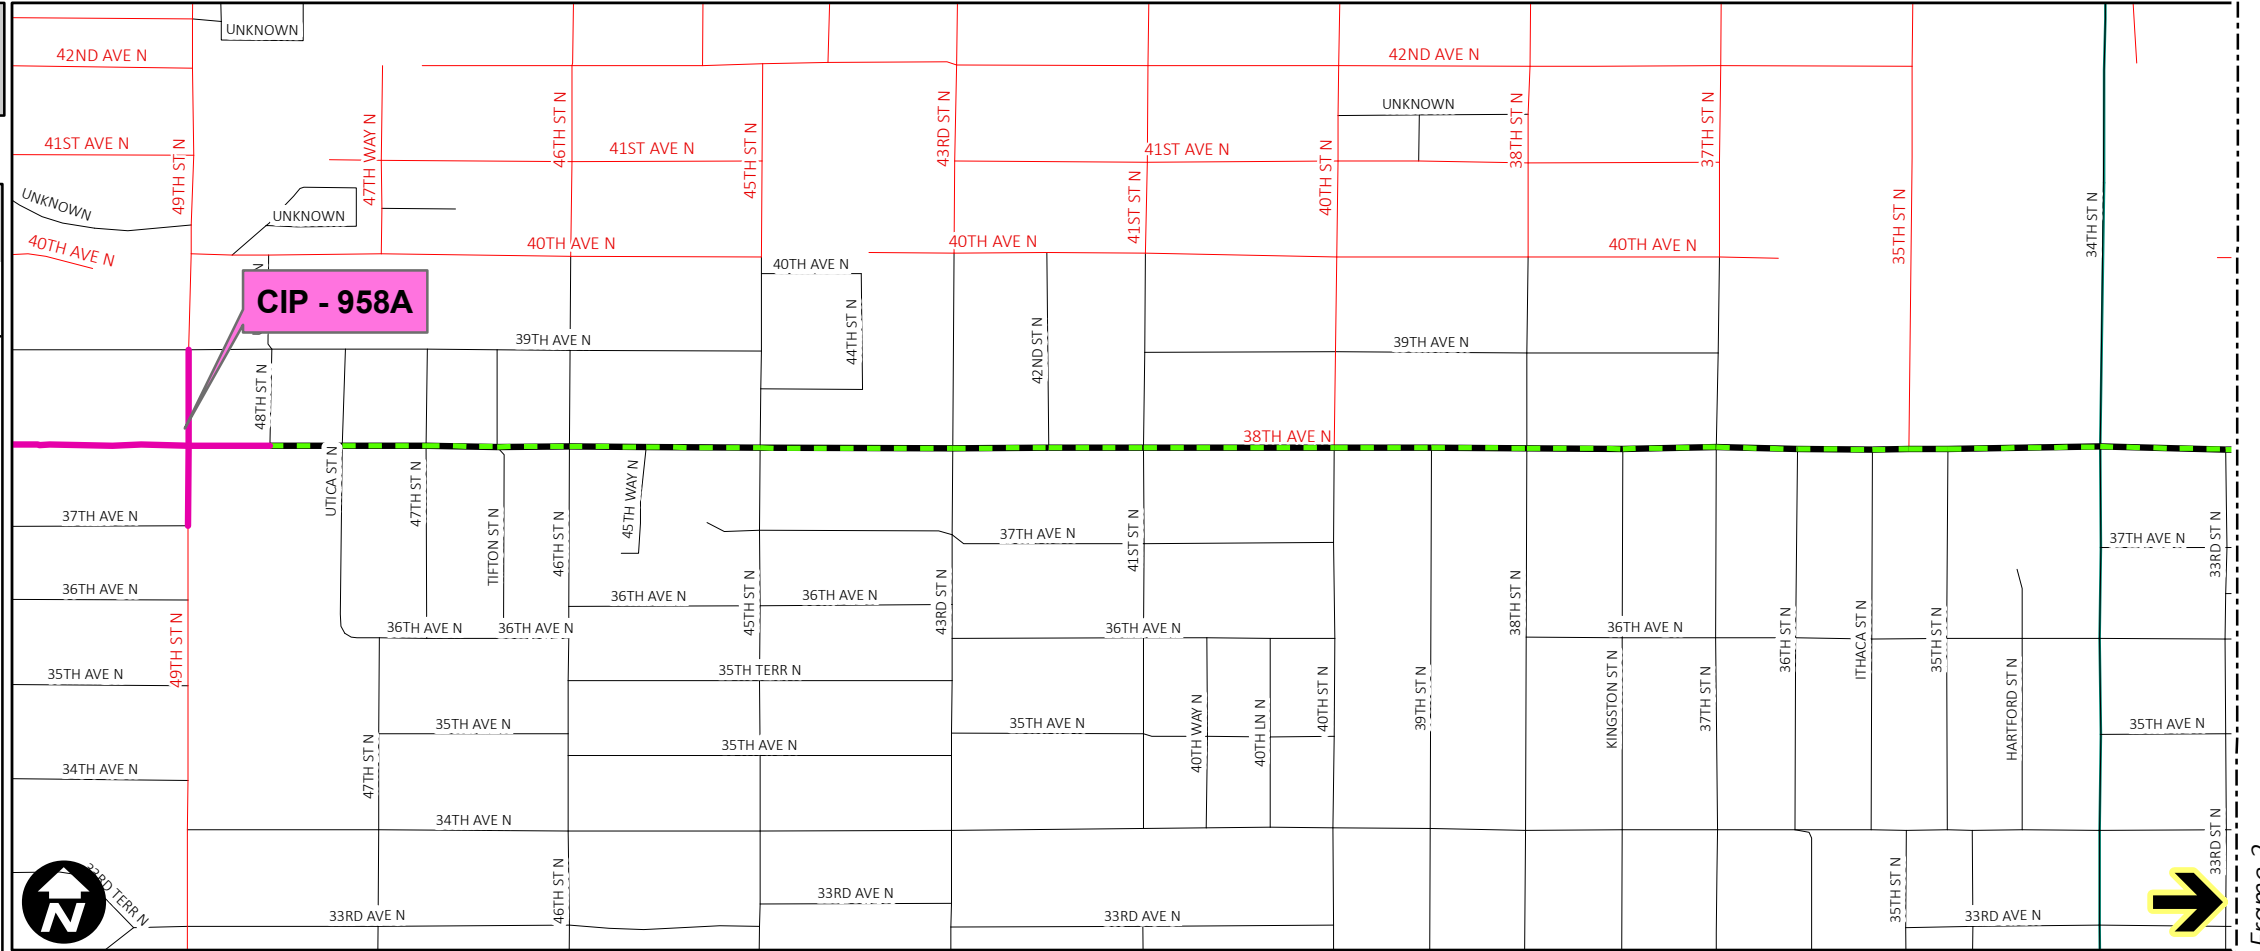 UNKNOWN
42ND AVE N
42ND AVE N
UNKNOWN
41ST AVE N
49TH ST N
47TH WAY N
46TH ST N
41ST AVE N
45TH ST N
43RD ST N
41ST AVE N
41ST ST N
40TH ST N
38TH ST N
37TH ST N
35TH ST N
34TH ST N
UNKNOWN
UNKNOWN
40TH AVE N
40TH AVE N
40TH AVE N
40TH AVE N
40TH AVE N
N
CIP - 958A
44TH ST N
42ND ST N
39TH AVE N
39TH AVE N
48TH ST N
38TH AVE N
UTICA ST N
47TH ST N
TIFTON ST N
46TH ST N
45TH WAY N
37TH AVE N
37TH AVE N
41ST ST N
37TH AVE N
33RD ST N
36TH AVE N
36TH AVE N
36TH AVE N
45TH ST N
43RD ST N
38TH ST N
36TH AVE N
36TH AVE N
36TH AVE N
36TH AVE N
36TH ST N
ITHACA ST N
35TH ST N
49TH ST N
35TH AVE N
35TH TERR N
40TH ST N
39TH ST N
KINGSTON ST N
37TH ST N
HARTFORD ST N
35TH AVE N
35TH AVE N
35TH AVE N
40TH WAY N
40TH LN N
35TH AVE N
34TH AVE N
47TH ST N
34TH AVE N
33RD ST N
33RD TERR N
N
46TH ST N
33RD AVE N
33RD AVE N
33RD AVE N
35TH ST N
33RD AVE N
Frame 2